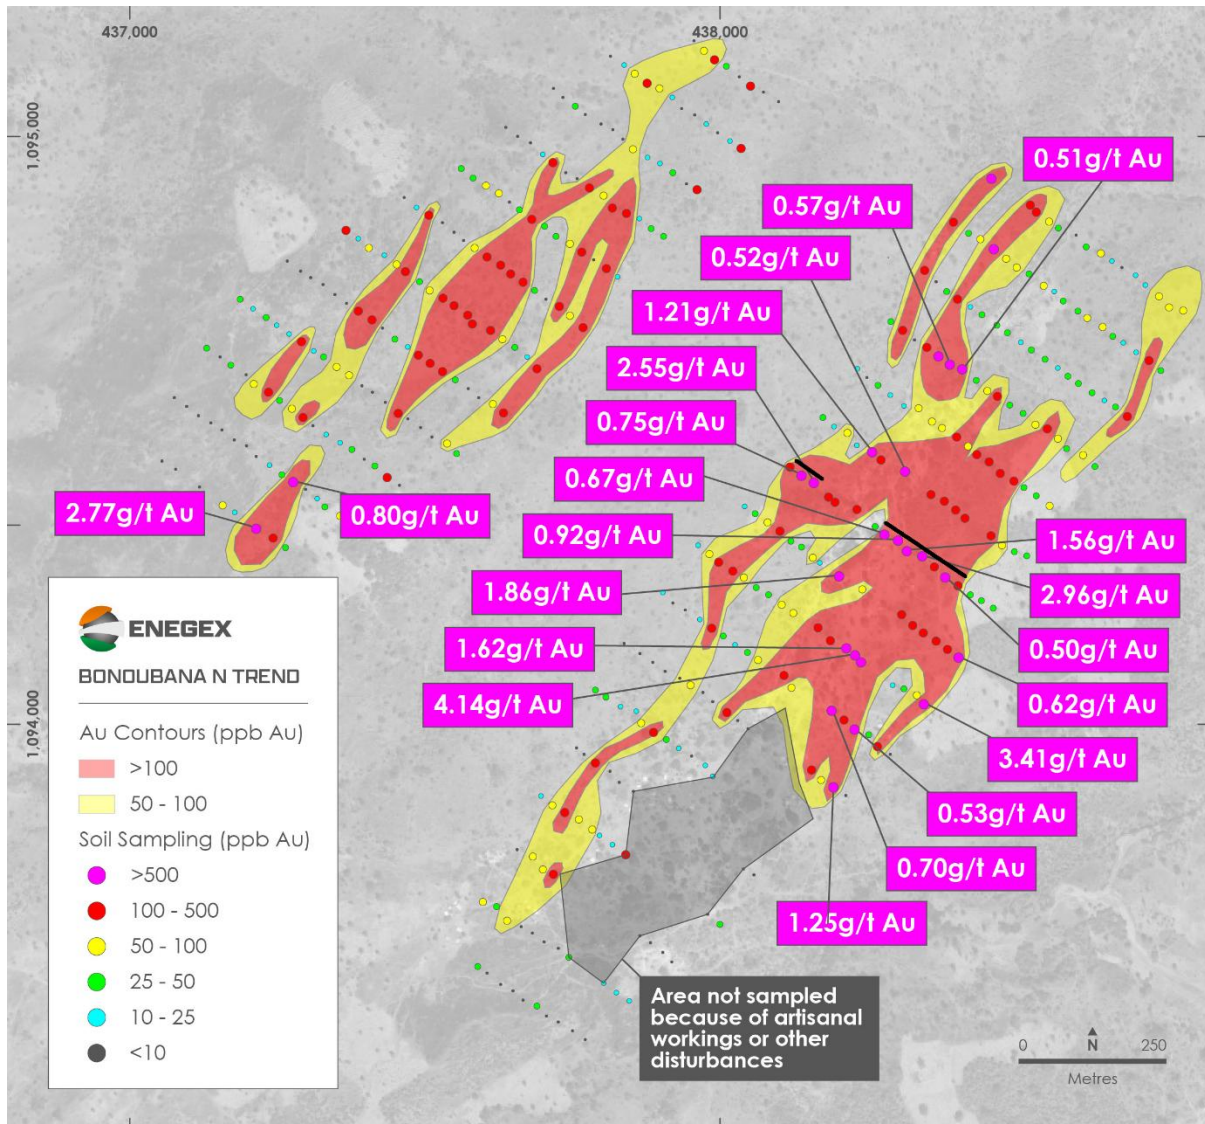 437,000
438,000
1,095,000
0.51g/t Au
0.57g/t Au
0.52g/t Au
1.21g/t Au
2.55g/t Au
0.75g/t Au
0.67g/t Au
2.77g/t Au
0.80g/t Au
0.92g/t Au
1.56g/t Au
1.86g/t Au
2.96g/t Au
1.62g/t Au
0.50g/t Au
4.14g/t Au
0.62g/t Au
1,094,000
3.41g/t Au
0.53g/t Au
0.70g/t Au
1.25g/t Au
ENEGEX
BONOUBANA N TREND
Au Contours (ppb Au)
>100
50 - 100
Soil Sampling (ppb Au)
>500
100 - 500
50 - 100
25 - 50
10 - 25
<10
Area not sampled
because of artisanal
workings or other
disturbances
0 N 250
Metres